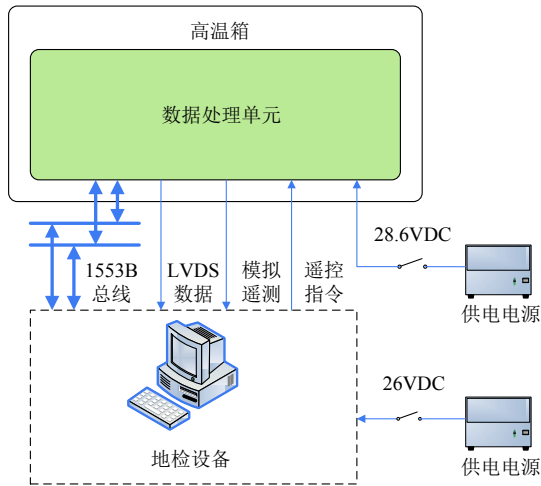 高温箱
数据处理单元
28.6VDC
1553B
总线
LVDS
数据
模拟
遥测
遥控
指令
供电电源
26VDC
地检设备
供电电源